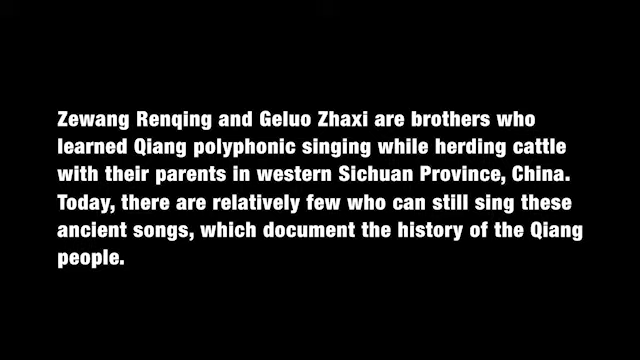 Zewang Renqing and Geluo Zhaxi are brothers who
learned Qiang polyphonic singing while herding cattle
with their parents in western Sichuan Province, China.
Today, there are relatively few who can still sing these
ancient songs, which document the history of the Qiang
people.